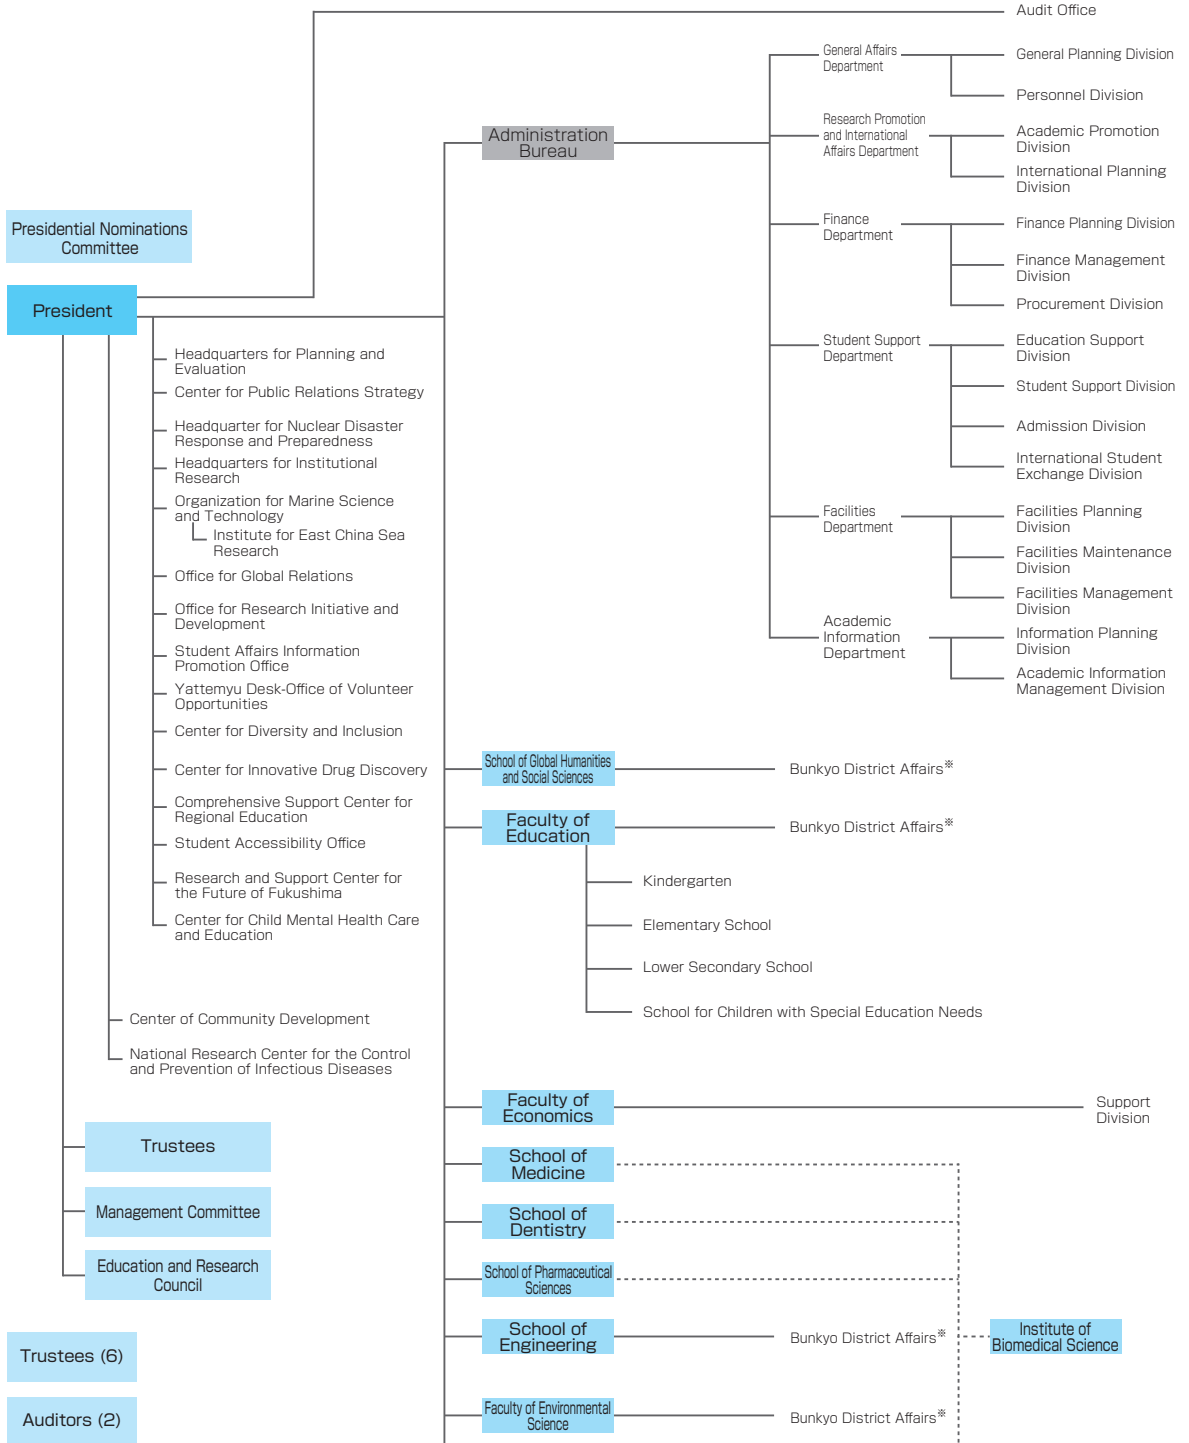 Audit Office
General Affairs
Department
General Planning Division
Personnel Division
Research Promotion
and International
Affairs Department
Academic Promotion
Division
International Planning
Division
Administration
Bureau
Finance
Department
Finance Planning Division
Finance Management
Division
Procurement Division
Student Support
Department
Education Support
Division
Student Support Division
Admission Division
International Student
Exchange Division
Facilities
Department
Facilities Planning
Division
Facilities Maintenance
Division
Facilities Management
Division
Academic
Information
Department
Information Planning
Division
Academic Information
Management Division
Presidential Nominations
Committee
President
Headquarters for Planning and
Evaluation
Center for Public Relations Strategy
Headquarter for Nuclear Disaster
Response and Preparedness
Headquarters for Institutional
Research
Organization for Marine Science
and Technology
Institute for East China Sea
Research
Office for Global Relations
Office for Research Initiative and
Development
Student Affairs Information
Promotion Office
Yattemyu Desk-Office of Volunteer
Opportunities
Center for Diversity and Inclusion
Center for Innovative Drug Discovery
Comprehensive Support Center for
Regional Education
Student Accessibility Office
Research and Support Center for
the Future of Fukushima
Center for Child Mental Health Care
and Education
Center of Community Development
National Research Center for the Control
and Prevention of Infectious Diseases
Trustees
Management Committee
Education and Research
Council
Trustees (6)
Auditors (2)
School of Global Humanities
and Social Sciences
Bunkyo District Affairs※
Faculty of
Education
Bunkyo District Affairs※
Kindergarten
Elementary School
Lower Secondary School
School for Children with Special Education Needs
Faculty of
Economics
Support
Division
School of
Medicine
School of
Dentistry
School of Pharmaceutical
Sciences
School of
Engineering
Bunkyo District Affairs※
Institute of
Biomedical Science
Faculty of Environmental
Science
Bunkyo District Affairs※